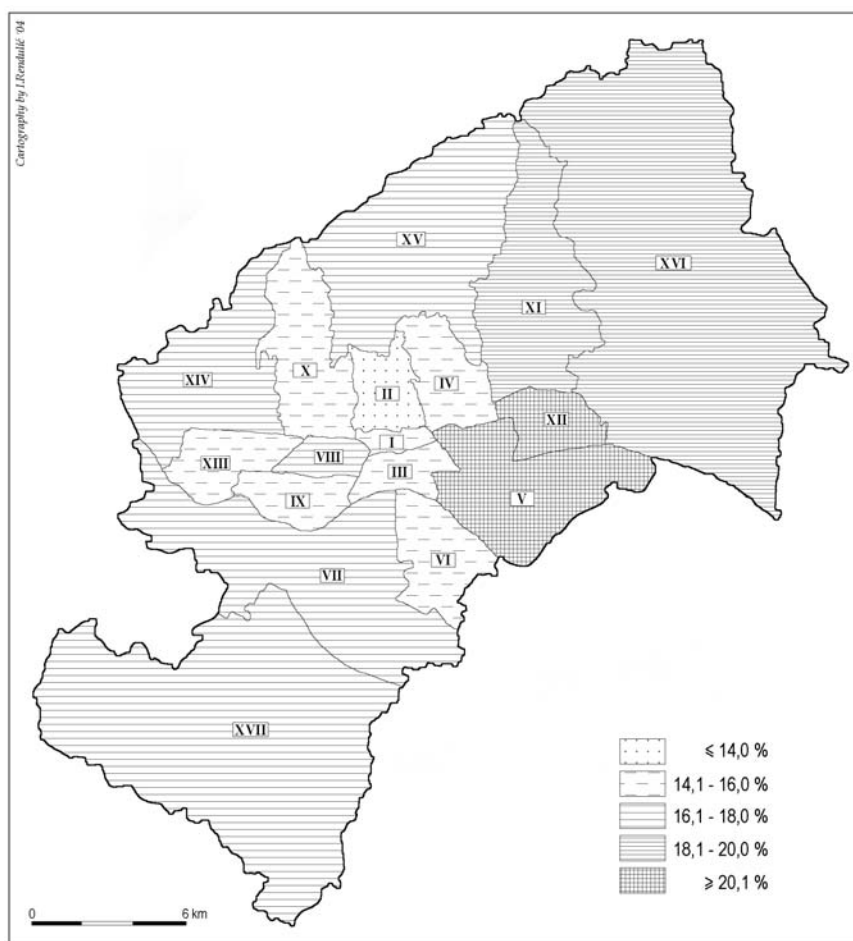 Cartography by I.Rendulić '04
XVI
XV
XI
X
XIV
IV
II
XII
I
VIII
XIII
III
IX
V
VI
VII
XVII
⩽ 14,0 %
14,1 - 16,0 %
16,1 - 18,0 %
18,1 - 20,0 %
⩾ 20,1 %
0 6 km